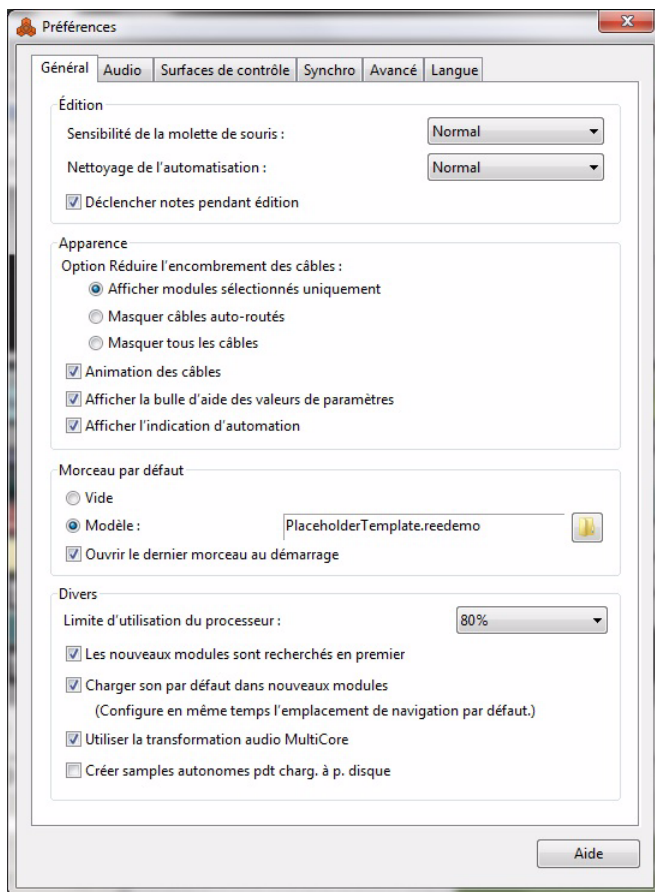 Préférences
Général Audio Surfaces de contrôle Synchro Avancé Langue
Édition
Sensibilité de la molette de souris : Normal
Nettoyage de l'automatisation : Normal
Déclencher notes pendant édition
Apparence
Option Réduire l'encombrement des câbles :
Afficher modules sélectionnés uniquement
Masquer câbles auto-routés
Masquer tous les câbles
Animation des câbles
Afficher la bulle d'aide des valeurs de paramètres
Afficher l'indication d'automation
Morceau par défaut
Vide
Modèle : PlaceholderTemplate.reedemo
Ouvrir le dernier morceau au démarrage
Divers
Limite d'utilisation du processeur : 80%
Les nouveaux modules sont recherchés en premier
Charger son par défaut dans nouveaux modules
(Configure en même temps l'emplacement de navigation par défaut.)
Utiliser la transformation audio MultiCore
Créer samples autonomes pdt charg. à p. disque
Aide